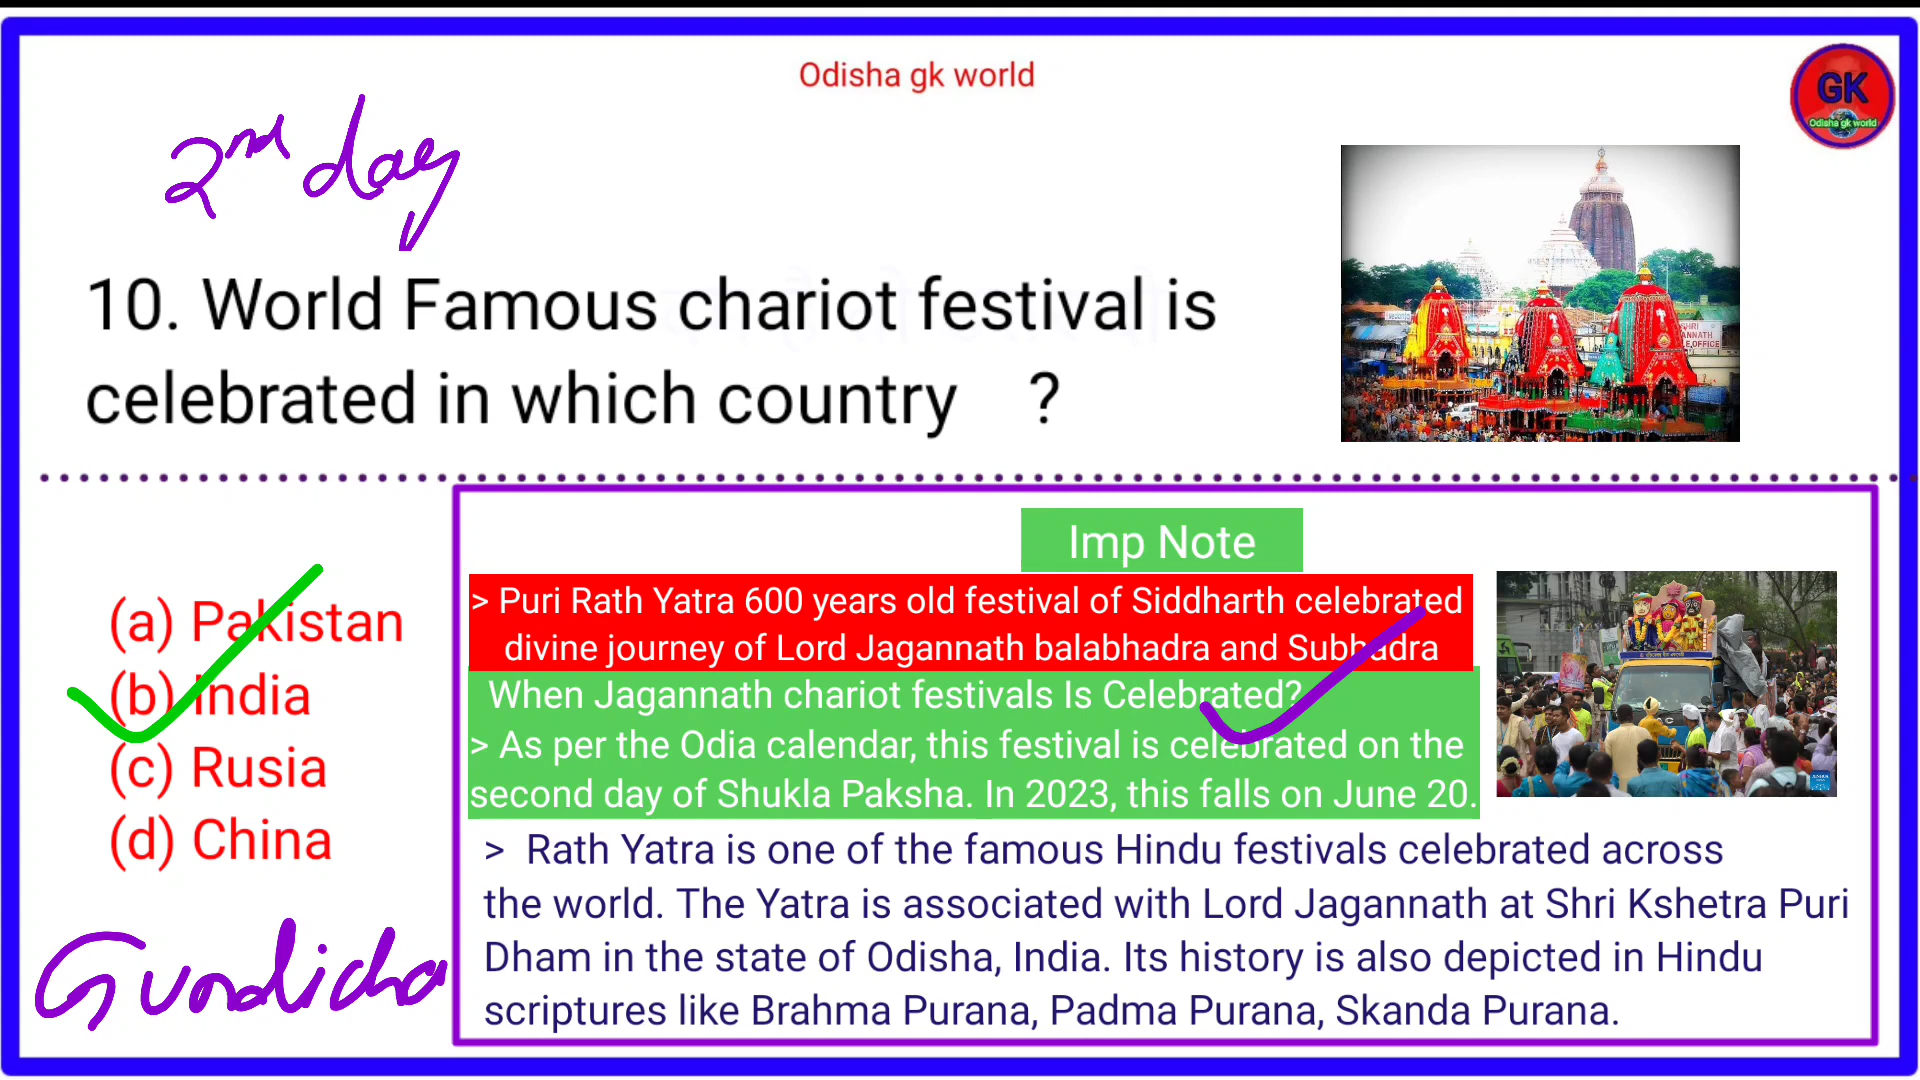 Odisha gk world
GK
Odisha gk world
2nd day
10. World Famous chariot festival is
celebrated in which country ?
SHRI
ANNATH
E OFFICE
Imp Note
(a) Pakistan
(b) India
(c) Rusia
(d) China
Gundicha
> Puri Rath Yatra 600 years old festival of Siddharth celebrated
divine journey of Lord Jagannath balabhadra and Subhadra
When Jagannath chariot festivals Is Celebrated?
> As per the Odia calendar, this festival is celebrated on the
second day of Shukla Paksha. In 2023, this falls on June 20.
> Rath Yatra is one of the famous Hindu festivals celebrated across
the world. The Yatra is associated with Lord Jagannath at Shri Kshetra Puri
Dham in the state of Odisha, India. Its history is also depicted in Hindu
scriptures like Brahma Purana, Padma Purana, Skanda Purana.